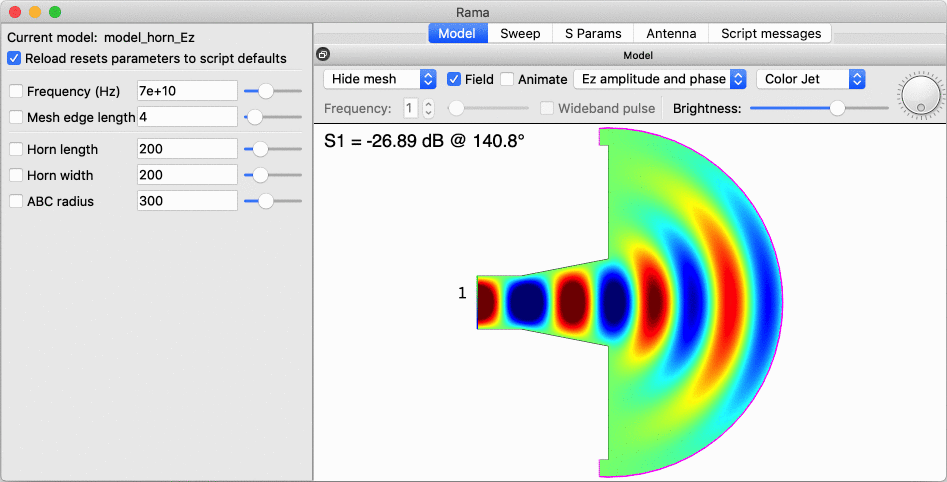 Rama
Current model: model_horn_Ez
Reload resets parameters to script defaults
Frequency (Hz) 7e+10
Mesh edge length 4
Horn length 200
Horn width 200
ABC radius 300
Model Sweep S Params Antenna Script messages
Model
Hide mesh Field Animate Ez amplitude and phase Color Jet
Frequency: 1 Wideband pulse Brightness:
S1 = -26.89 dB @ 140.8°
1